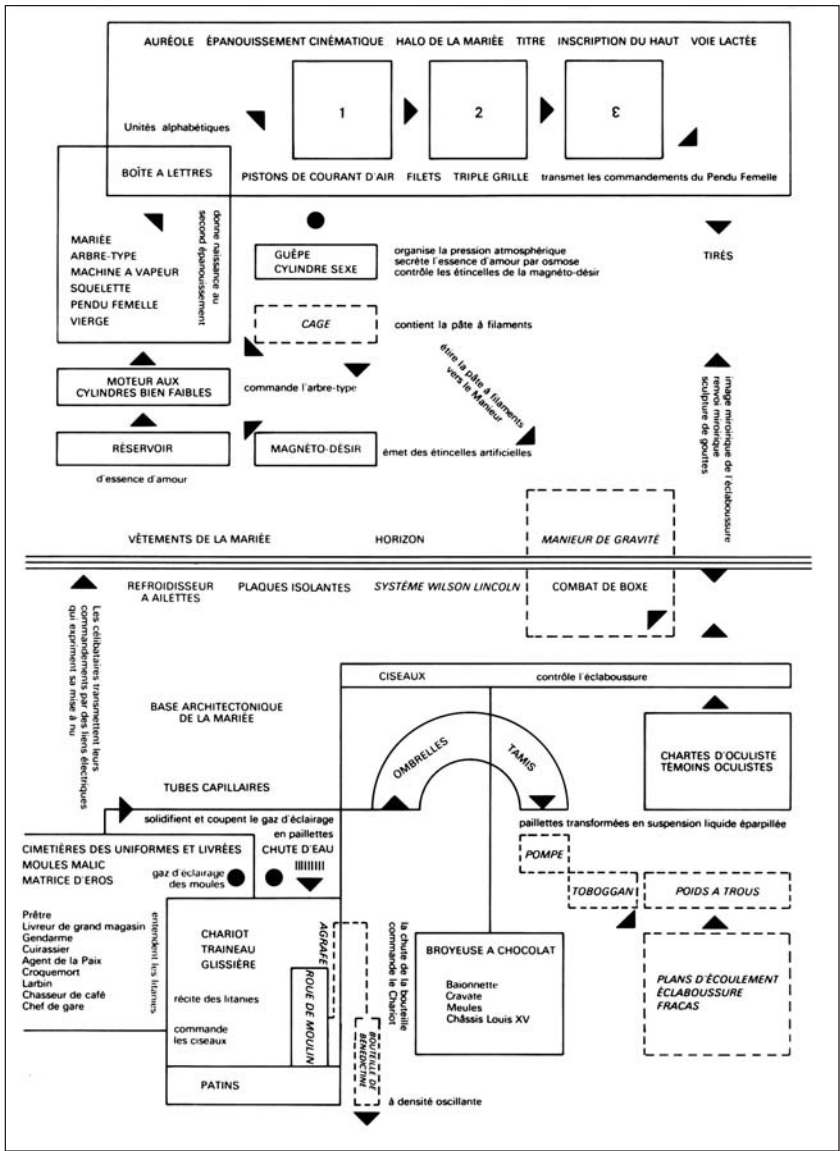 AURÉOLE ÉPANOUISSEMENT CINÉMATIQUE HALO DE LA MARIÉE TITRE INSCRIPTION DU HAUT VOIE LACTÉE
1
2
3
Unités alphabétiques
BOÎTE A LETTRES
PISTONS DE COURANT D'AIR FILETS TRIPLE GRILLE transmet les commandements du Pendu Femelle
MARIÉE
ARBRE-TYPE
MACHINE A VAPEUR
SQUELETTE
PENDU FEMELLE
VIERGE
donne naissance au
second épanouissement
GUÊPE
CYLINDRE SEXE
organise la pression atmosphérique
secrète l'essence d'amour par osmose
contrôle les étincelles de la magnéto-désir
TIRÉS
CAGE
contient la pâte à filaments
étire la pâte à filaments
vers le Manieur
MOTEUR AUX
CYLINDRES BIEN FAIBLES
commande l'arbre-type
RÉSERVOIR
d'essence d'amour
MAGNÉTO-DÉSIR
émet des étincelles artificielles
image miroirique de l'éclaboussure
renvoi miroirique
sculpture de gouttes
VÊTEMENTS DE LA MARIÉE
HORIZON
MANIEUR DE GRAVITÉ
REFROIDISSEUR
A AILETTES
PLAQUES ISOLANTES
SYSTÉME WILSON LINCOLN
COMBAT DE BOXE
Les célibataires transmettent leurs
commandements par des liens électriques
qui expriment sa mise à nu
CISEAUX
contrôle l'éclaboussure
BASE ARCHITECTONIQUE
DE LA MARIÉE
OMBRELLES
TAMIS
CHARTES D'OCULISTE
TÉMOINS OCULISTES
TUBES CAPILLAIRES
solidifient et coupent le gaz d'éclairage
en paillettes
paillettes transformées en suspension liquide éparpillée
CIMETIÈRES DES UNIFORMES ET LIVRÉES
MOULES MALIC
MATRICE D'EROS
gaz d'éclairage
des moules
CHUTE D'EAU
POMPE
TOBOGGAN
POIDS A TROUS
Prêtre
Livreur de grand magasin
Gendarme
Cuirassier
Agent de la Paix
Croquemort
Larbin
Chasseur de café
Chef de gare
entendent les litanies
CHARIOT
TRAINEAU
GLISSIÈRE
récite des litanies
commande
les ciseaux
PATINS
ROUE DE MOULIN
AGRAFE
BOUTEILLE DE
BÉNÉDICTINE
la chute de la bouteille
commande le Chariot
à densité oscillante
BROYEUSE A CHOCOLAT
Baïonnette
Cravate
Meules
Châssis Louis XV
PLANS D'ÉCOULEMENT
ÉCLABOUSSURE
FRACAS